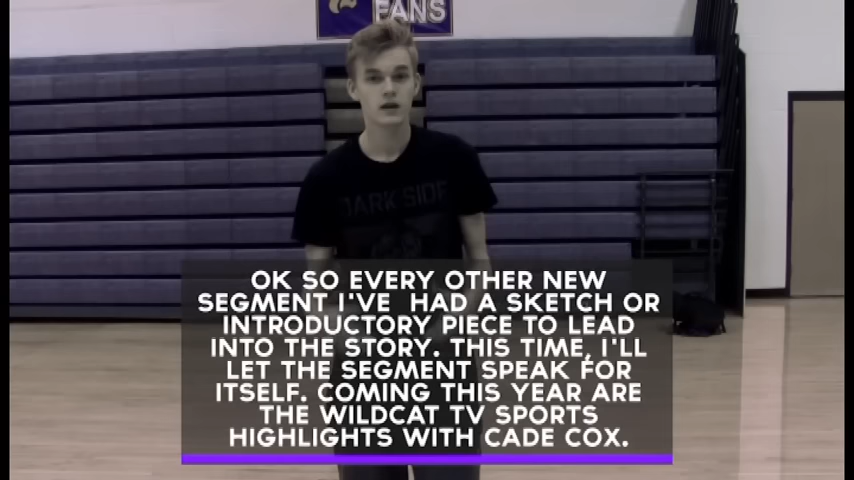 FANS
DARK SIDE
OK SO EVERY OTHER NEW
SEGMENT I'VE HAD A SKETCH OR
INTRODUCTORY PIECE TO LEAD
INTO THE STORY. THIS TIME, I'LL
LET THE SEGMENT SPEAK FOR
ITSELF. COMING THIS YEAR ARE
THE WILDCAT TV SPORTS
HIGHLIGHTS WITH CADE COX.